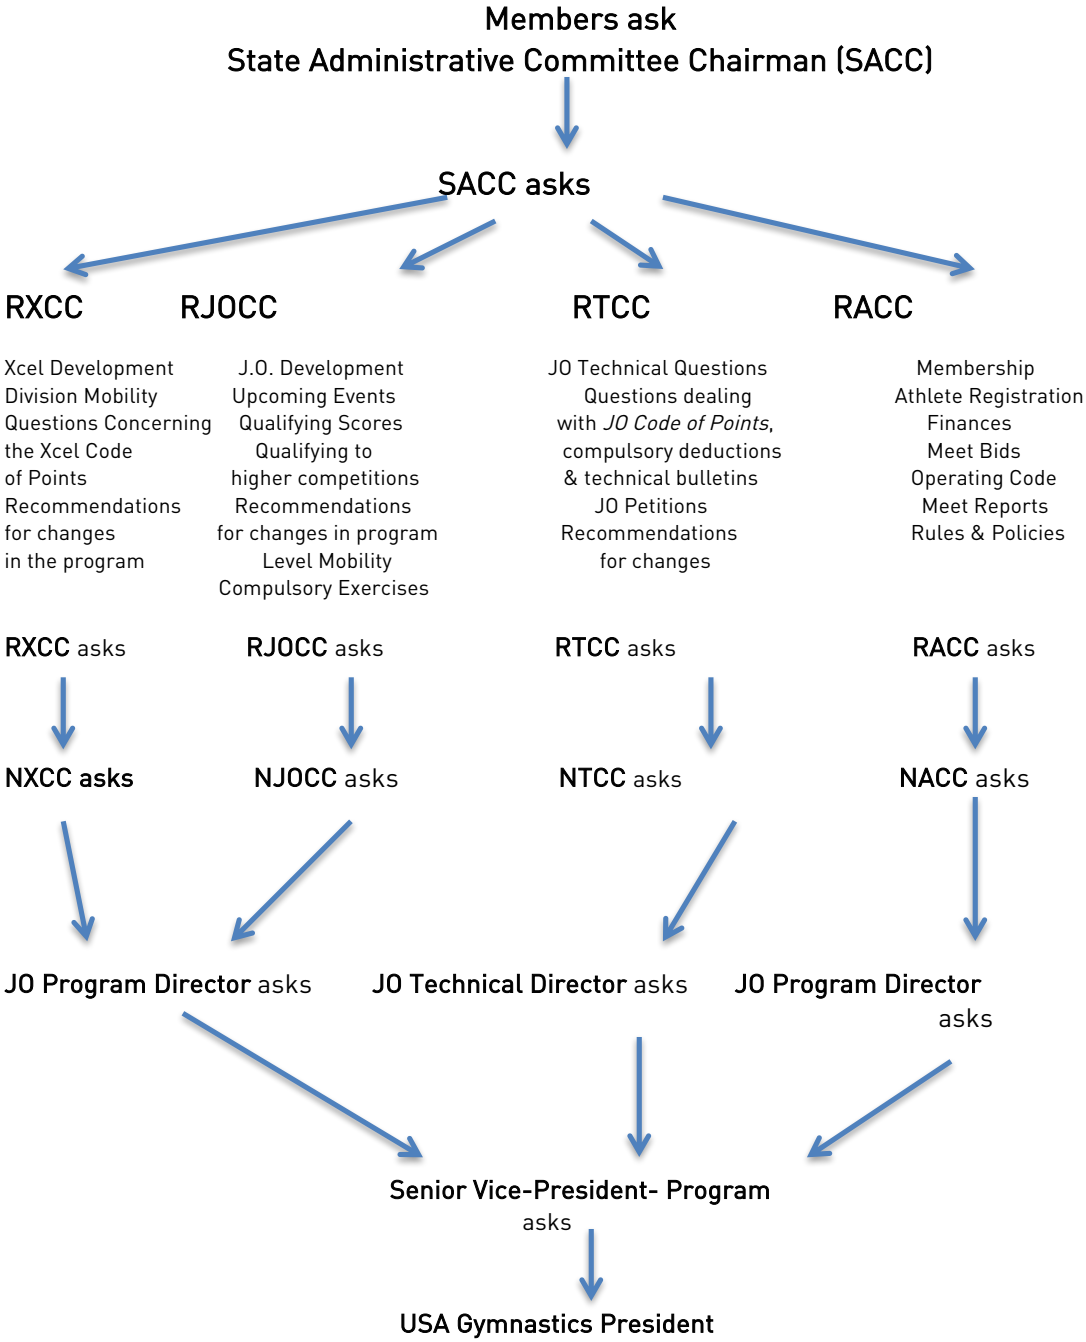 Members ask
State Administrative Committee Chairman (SACC)
SACC asks
RXCC
RJOCC
RTCC
RACC
Xcel Development
Division Mobility
Questions Concerning
the Xcel Code
of Points
Recommendations
for changes
in the program
J.O. Development
Upcoming Events
Qualifying Scores
Qualifying to
higher competitions
Recommendations
for changes in program
Level Mobility
Compulsory Exercises
JO Technical Questions
Questions dealing
with JO Code of Points,
compulsory deductions
& technical bulletins
JO Petitions
Recommendations
for changes
Membership
Athlete Registration
Finances
Meet Bids
Operating Code
Meet Reports
Rules & Policies
RXCC asks
RJOCC asks
RTCC asks
RACC asks
NXCC asks
NJOCC asks
NTCC asks
NACC asks
JO Program Director asks
JO Technical Director asks
JO Program Director
asks
Senior Vice-President- Program
asks
USA Gymnastics President